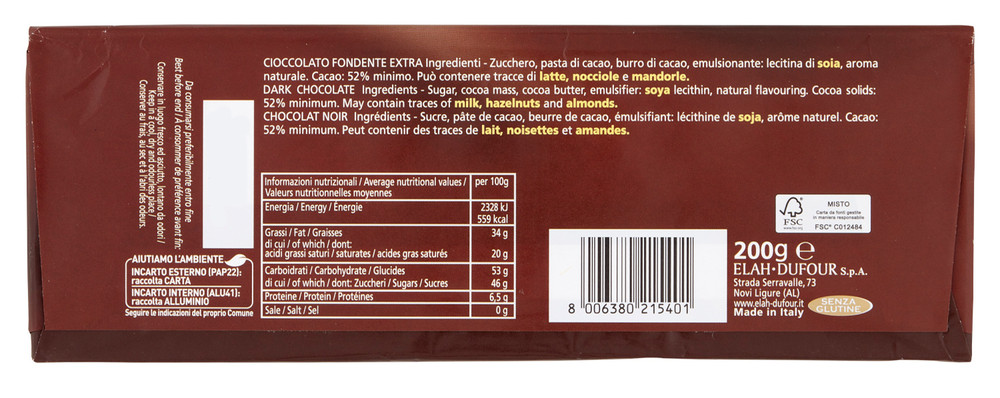 Da consumarsi preferibilmente entro fine
Best before end / A consommer de préférence avant fin:
Conservare in luogo fresco ed asciutto, lontano da odori /
Keep in a cool, dry and odourless place /
Conserver au frais, au sec et à l'abri des odeurs.
AIUTIAMO L'AMBIENTE
INCARTO ESTERNO (PAP22):
raccolta CARTA
INCARTO INTERNO (ALU41):
raccolta ALLUMINIO
Seguire le indicazioni del proprio Comune
CIOCCOLATO FONDENTE EXTRA Ingredienti - Zucchero, pasta di cacao, burro di cacao, emulsionante: lecitina di soia, aroma
naturale. Cacao: 52% minimo. Può contenere tracce di latte, nocciole e mandorle.
DARK CHOCOLATE Ingredients - Sugar, cocoa mass, cocoa butter, emulsifier: soya lecithin, natural flavouring. Cocoa solids:
52% minimum. May contain traces of milk, hazelnuts and almonds.
CHOCOLAT NOIR Ingrédients - Sucre, pâte de cacao, beurre de cacao, émulsifiant: lécithine de soja, arôme naturel. Cacao:
52% minimum. Peut contenir des traces de lait, noisettes et amandes.
Informazioni nutrizionali / Average nutritional values / per 100g
Valeurs nutritionnelles moyennes
Energia / Energy / Énergie 2328 kJ
559 kcal
Grassi / Fat / Graisses 34 g
di cui / of which / dont:
acidi grassi saturi / saturates / acides gras saturés 20 g
Carboidrati / Carbohydrate / Glucides 53 g
di cui / of which / dont: Zuccheri / Sugars / Sucres 46 g
Proteine / Protein / Protéines 6,5 g
Sale / Salt / Sel 0 g
8 006380 215401
FSC
www.fsc.org
MISTO
Carta da fonti gestite
in maniera responsabile
FSC® C012484
200g e
ELAH·DUFOUR S.p.A.
Strada Serravalle,73
Novi Ligure (AL)
www.elah-dufour.it
Made in Italy
SENZA
GLUTINE